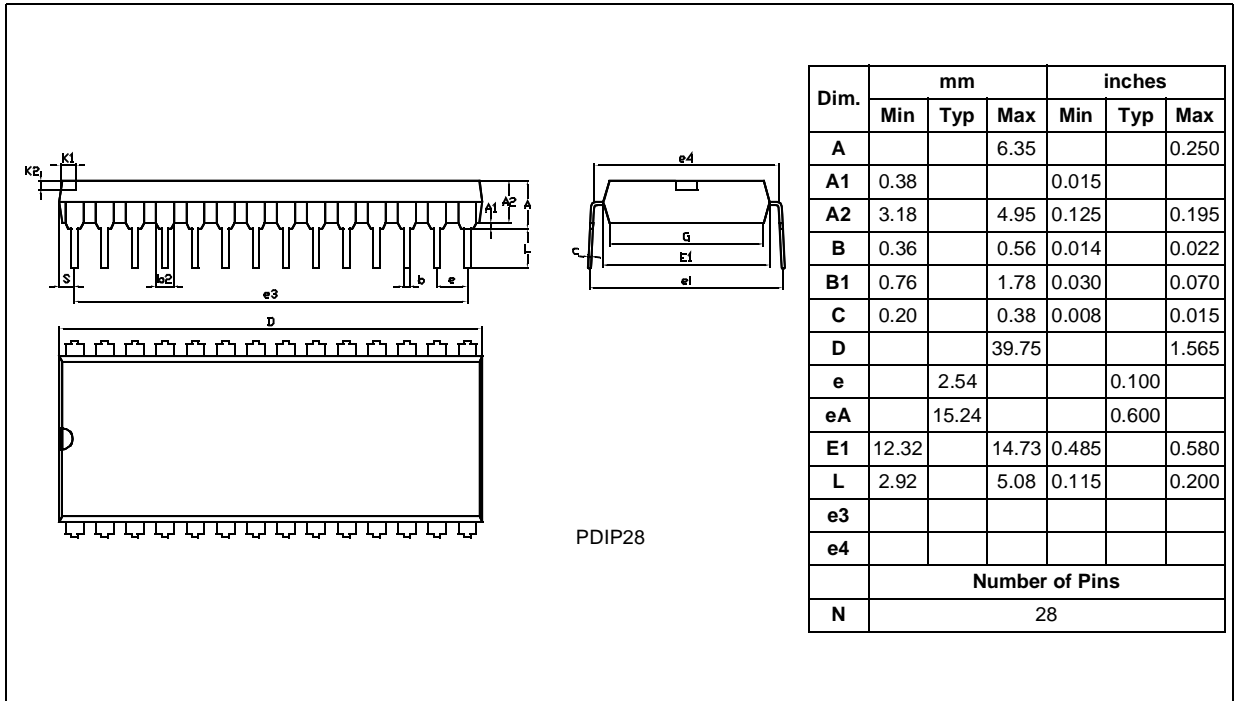 K1
K2
A1
A2
A
L
S
b2
b
e
e3
D
e4
C
G
E1
e1
PDIP28
Dim. mm inches
Min Typ Max Min Typ Max
A 6.35 0.250
A1 0.38 0.015
A2 3.18 4.95 0.125 0.195
B 0.36 0.56 0.014 0.022
B1 0.76 1.78 0.030 0.070
C 0.20 0.38 0.008 0.015
D 39.75 1.565
e 2.54 0.100
eA 15.24 0.600
E1 12.32 14.73 0.485 0.580
L 2.92 5.08 0.115 0.200
e3
e4
Number of Pins
N 28